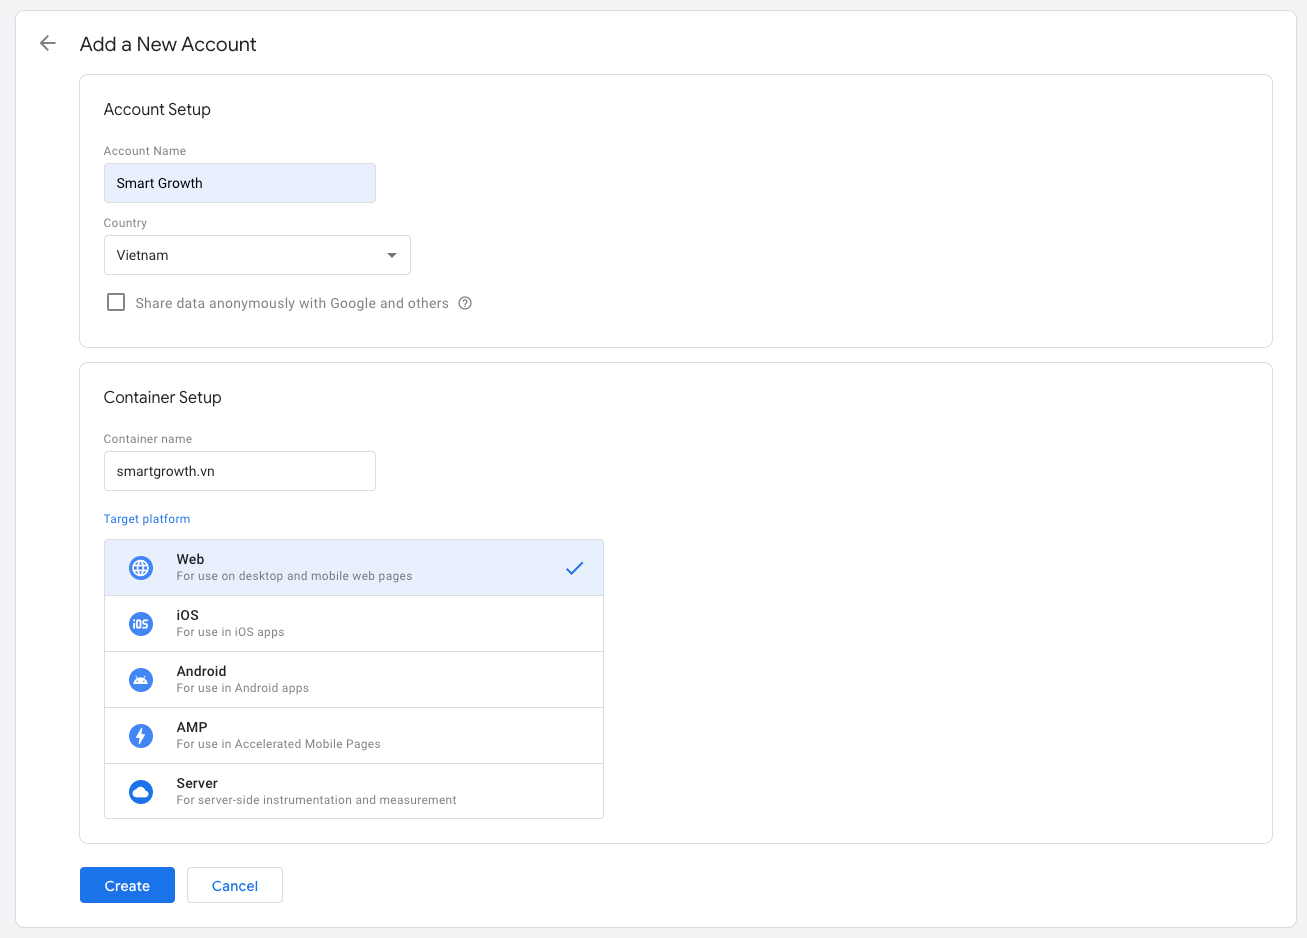 Add a New Account
Account Setup
Account Name
Smart Growth
Country
Vietnam
Share data anonymously with Google and others
Container Setup
Container name
smartgrowth.vn
Target platform
Web
For use on desktop and mobile web pages
iOS
iOS
For use in iOS apps
Android
For use in Android apps
AMP
For use in Accelerated Mobile Pages
Server
For server-side instrumentation and measurement
Create
Cancel